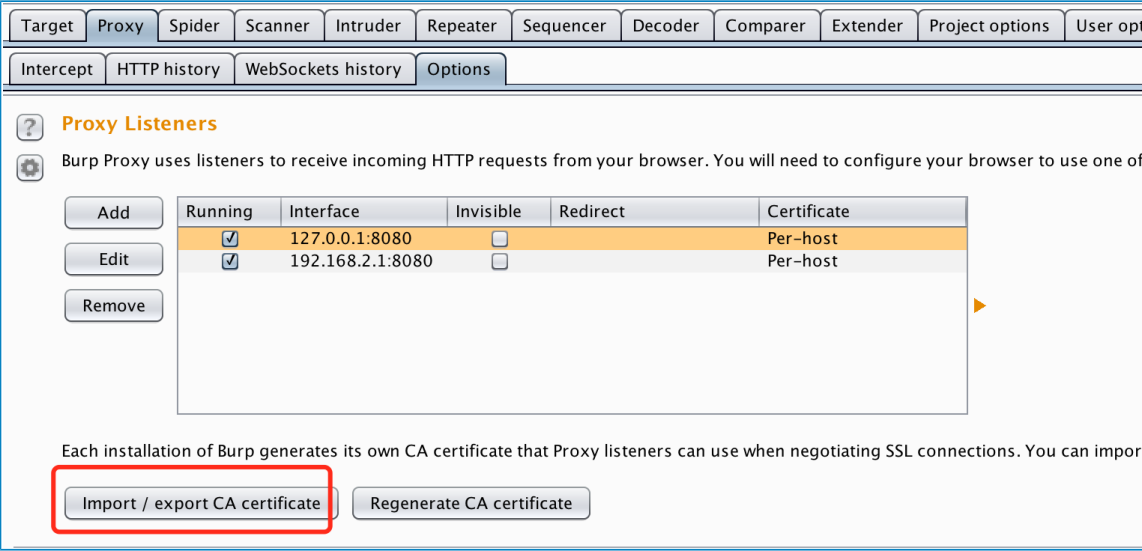 Target Proxy Spider Scanner Intruder Repeater Sequencer Decoder Comparer Extender Project options User opt
Intercept HTTP history WebSockets history Options
? Proxy Listeners
Burp Proxy uses listeners to receive incoming HTTP requests from your browser. You will need to configure your browser to use one of
Add Running Interface Invisible Redirect Certificate
127.0.0.1:8080 Per-host
Edit 192.168.2.1:8080 Per-host
Remove
Each installation of Burp generates its own CA certificate that Proxy listeners can use when negotiating SSL connections. You can impor
Import / export CA certificate Regenerate CA certificate